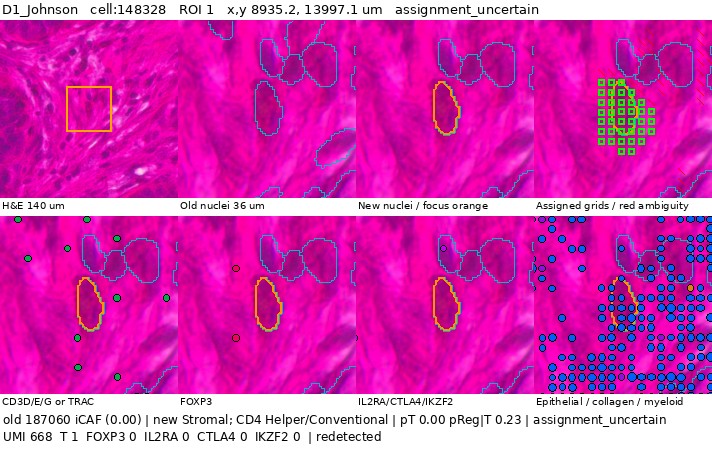 D1_Johnson   cell:148328   ROI 1   x,y 8935.2, 13997.1 um   assignment_uncertain
H&E 140 um
Old nuclei 36 um
New nuclei / focus orange
Assigned grids / red ambiguity
CD3D/E/G or TRAC
FOXP3
IL2RA/CTLA4/IKZF2
Epithelial / collagen / myeloid
old 187060 iCAF (0.00) | new Stromal; CD4 Helper/Conventional | pT 0.00 pReg|T 0.23 | assignment_uncertain
UMI 668  T 1  FOXP3 0  IL2RA 0  CTLA4 0  IKZF2 0  | redetected